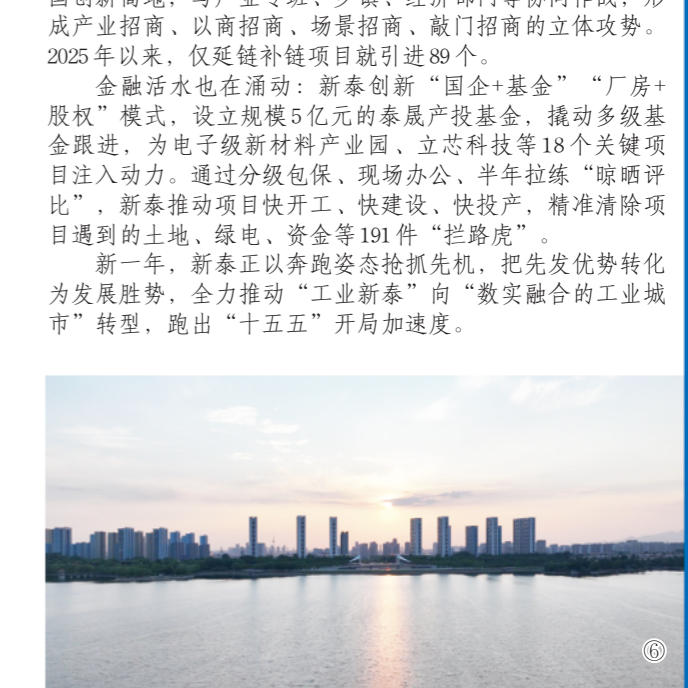 成产业招商、以商招商、场景招商、敲门招商的立体攻势。
2025年以来，仅延链补链项目就引进89个。
金融活水也在涌动：新泰创新“国企+基金”“厂房+
股权”模式，设立规模5亿元的泰晟产投基金，撬动多级基
金跟进，为电子级新材料产业园、立芯科技等18个关键项
目注入动力。通过分级包保、现场办公、半年拉练“晾晒评
比”，新泰推动项目快开工、快建设、快投产，精准清除项
目遇到的土地、绿电、资金等191件“拦路虎”。
新一年，新泰正以奔跑姿态抢抓先机，把先发优势转化
为发展胜势，全力推动“工业新泰”向“数实融合的工业城
市”转型，跑出“十五五”开局加速度。
⑥